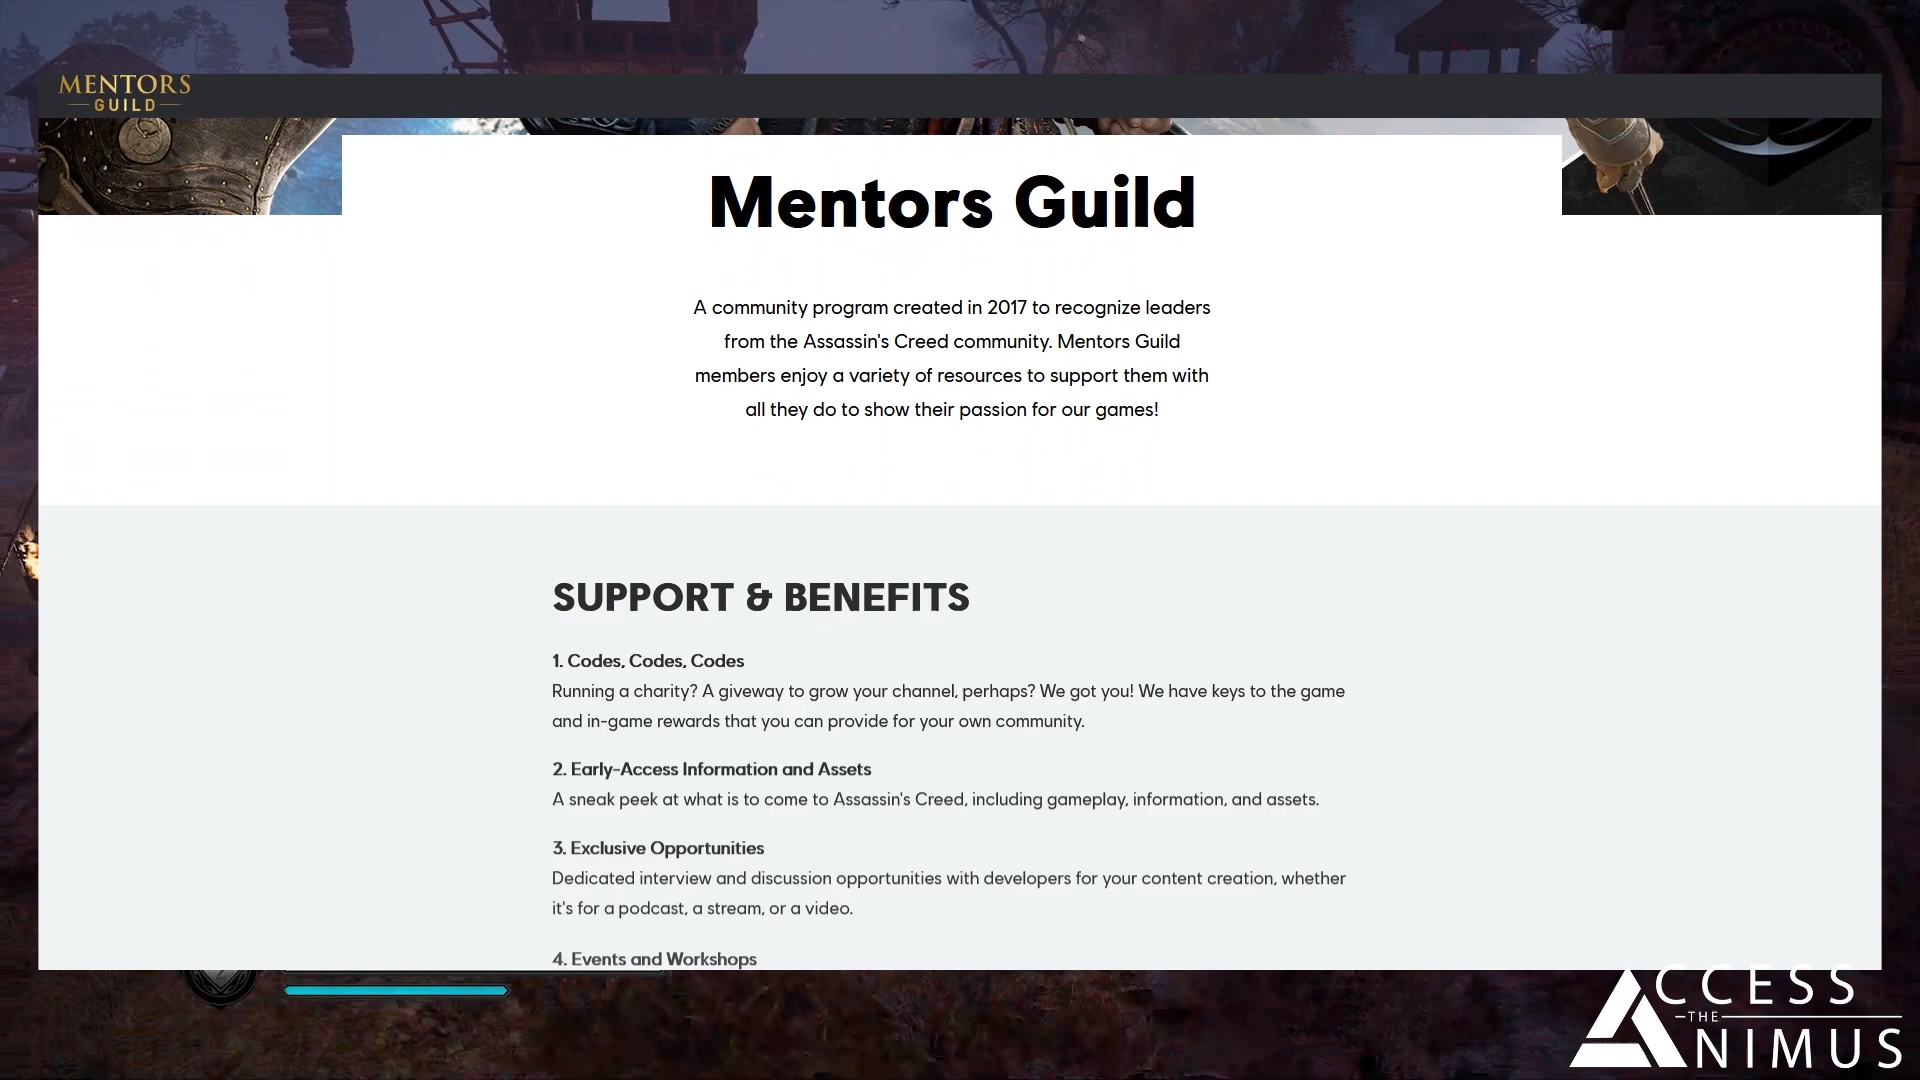 MENTORS
GUILD
Mentors Guild
A community program created in 2017 to recognize leaders
from the Assassin's Creed community. Mentors Guild
members enjoy a variety of resources to support them with
all they do to show their passion for our games!
SUPPORT & BENEFITS
1. Codes, Codes, Codes
Running a charity? A giveway to grow your channel, perhaps? We got you! We have keys to the game
and in-game rewards that you can provide for your own community.
2. Early-Access Information and Assets
A sneak peek at what is to come to Assassin's Creed, including gameplay, information, and assets.
3. Exclusive Opportunities
Dedicated interview and discussion opportunities with developers for your content creation, whether
it's for a podcast, a stream, or a video.
4. Events and Workshops
ACCESS
THE
ANIMUS